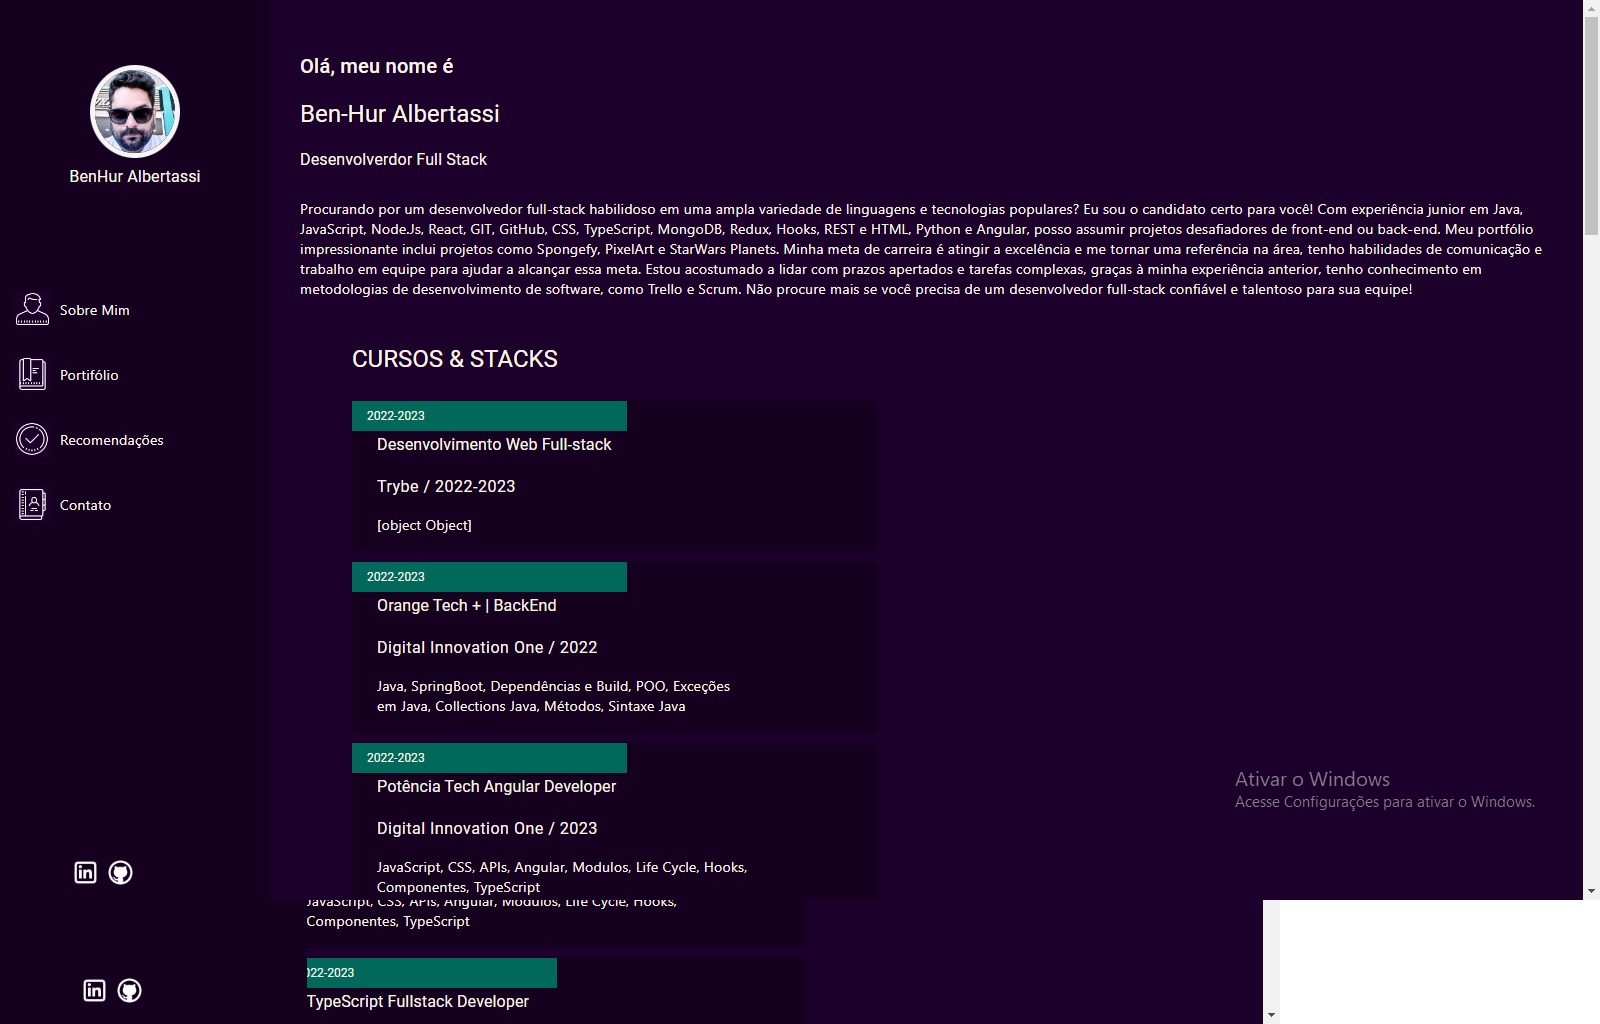 BenHur Albertassi
Sobre Mim
Portifólio
Recomendações
Contato
Olá, meu nome é
Ben-Hur Albertassi
Desenvolverdor Full Stack
Procurando por um desenvolvedor full-stack habilidoso em uma ampla variedade de linguagens e tecnologias populares? Eu sou o candidato certo para você! Com experiência junior em Java,
JavaScript, NodeJs, React, GIT, GitHub, CSS, TypeScript, MongoDB, Redux, Hooks, REST e HTML, Python e Angular, posso assumir projetos desafiadores de front-end ou back-end. Meu portfólio
impressionante inclui projetos como Spongefy, PixelArt e StarWars Planets. Minha meta de carreira é atingir a excelência e me tornar uma referência na área, tenho habilidades de comunicação e
trabalho em equipe para ajudar a alcançar essa meta. Estou acostumado a lidar com prazos apertados e tarefas complexas, graças à minha experiência anterior, tenho conhecimento em
metodologias de desenvolvimento de software, como Trello e Scrum. Não procure mais se você precisa de um desenvolvedor full-stack confiável e talentoso para sua equipe!
CURSOS & STACKS
2022-2023
Desenvolvimento Web Full-stack
Trybe / 2022-2023
[object Object]
2022-2023
Orange Tech + | BackEnd
Digital Innovation One / 2022
Java, SpringBoot, Dependências e Build, POO, Exceções
em Java, Collections Java, Métodos, Sintaxe Java
2022-2023
Potência Tech Angular Developer
Digital Innovation One / 2023
JavaScript, CSS, APIs, Angular, Modulos, Life Cycle, Hooks,
Componentes, TypeScript
JavaScript, CSS, APIs, Angular, Modulos, Life Cycle, Hooks,
Componentes, TypeScript
022-2023
TypeScript Fullstack Developer
Ativar o Windows
Acesse Configurações para ativar o Windows.
in
in